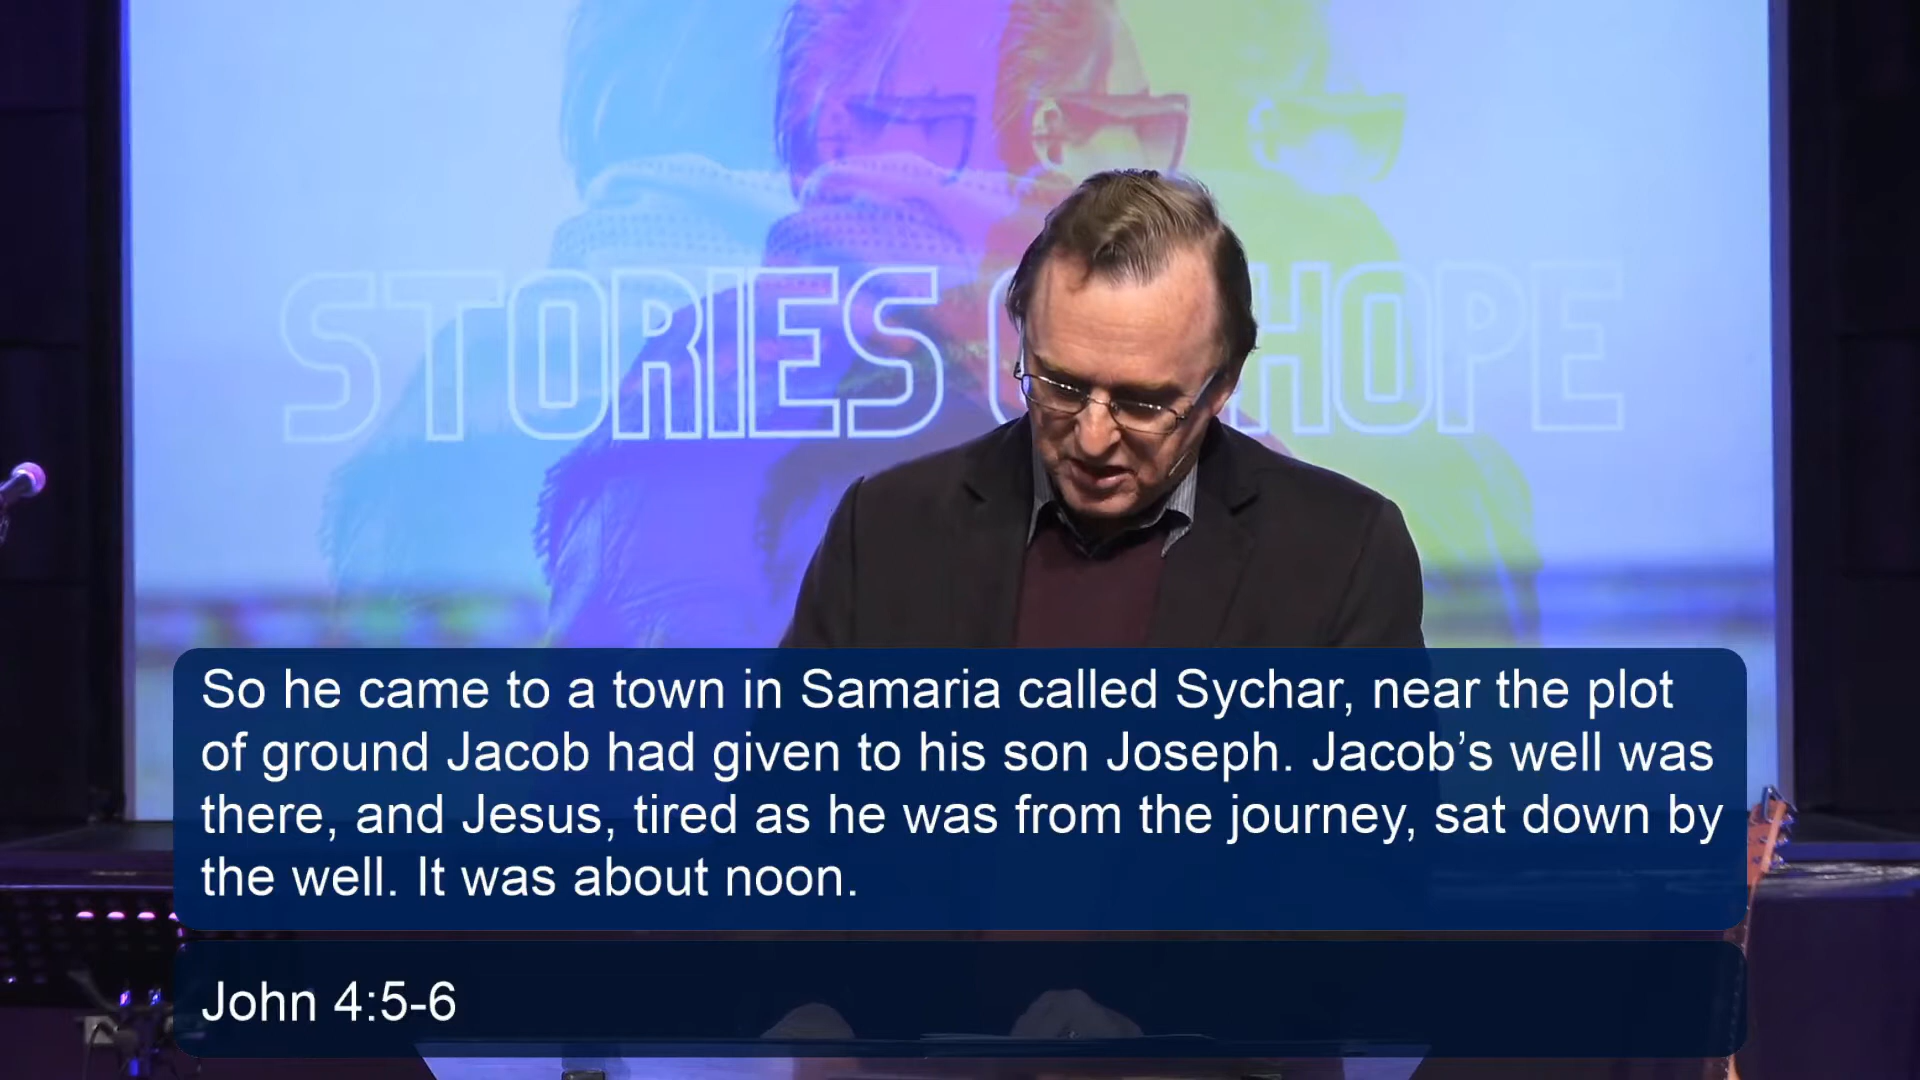 STORIES O HOPE
So he came to a town in Samaria called Sychar, near the plot
of ground Jacob had given to his son Joseph. Jacob’s well was
there, and Jesus, tired as he was from the journey, sat down by
the well. It was about noon.
John 4:5-6